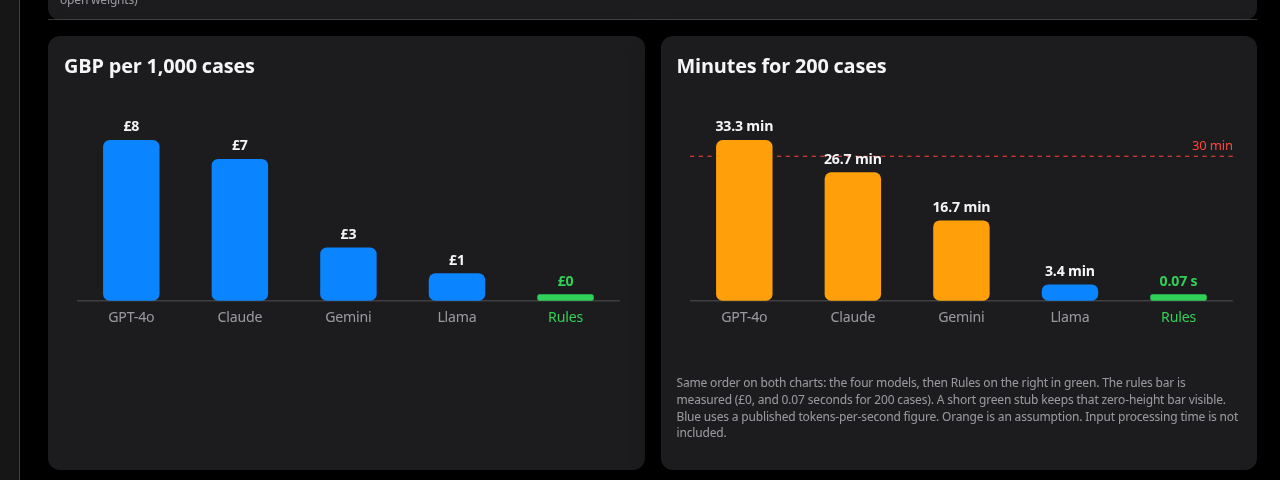 open weights)
GBP per 1,000 cases
£8
£7
£3
£1
£0
GPT-4o
Claude
Gemini
Llama
Rules
Minutes for 200 cases
33.3 min
30 min
26.7 min
16.7 min
3.4 min
0.07 s
GPT-4o
Claude
Gemini
Llama
Rules
Same order on both charts: the four models, then Rules on the right in green. The rules bar is
measured (£0, and 0.07 seconds for 200 cases). A short green stub keeps that zero-height bar visible.
Blue uses a published tokens-per-second figure. Orange is an assumption. Input processing time is not
included.